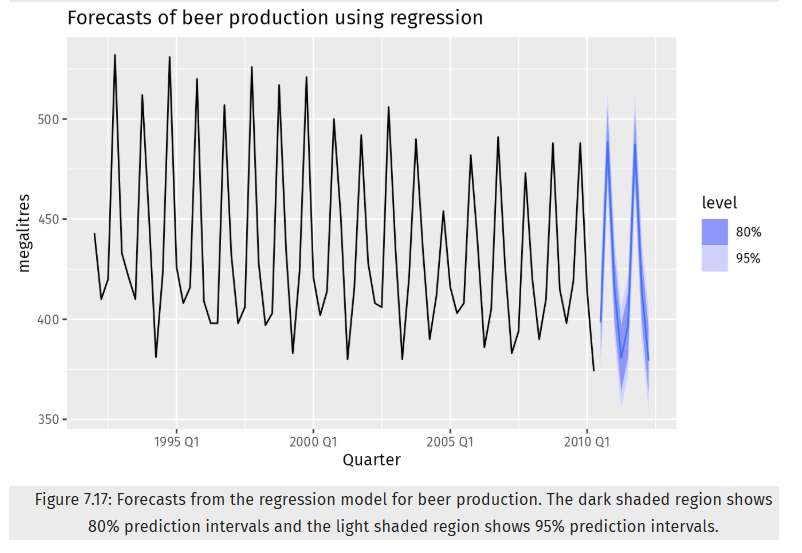 Forecasts of beer production using regression
500
450
400
350
megalitres
1995 Q1
2000 Q1
2005 Q1
2010 Q1
Quarter
level
80%
95%
Figure 7.17: Forecasts from the regression model for beer production. The dark shaded region shows
80% prediction intervals and the light shaded region shows 95% prediction intervals.